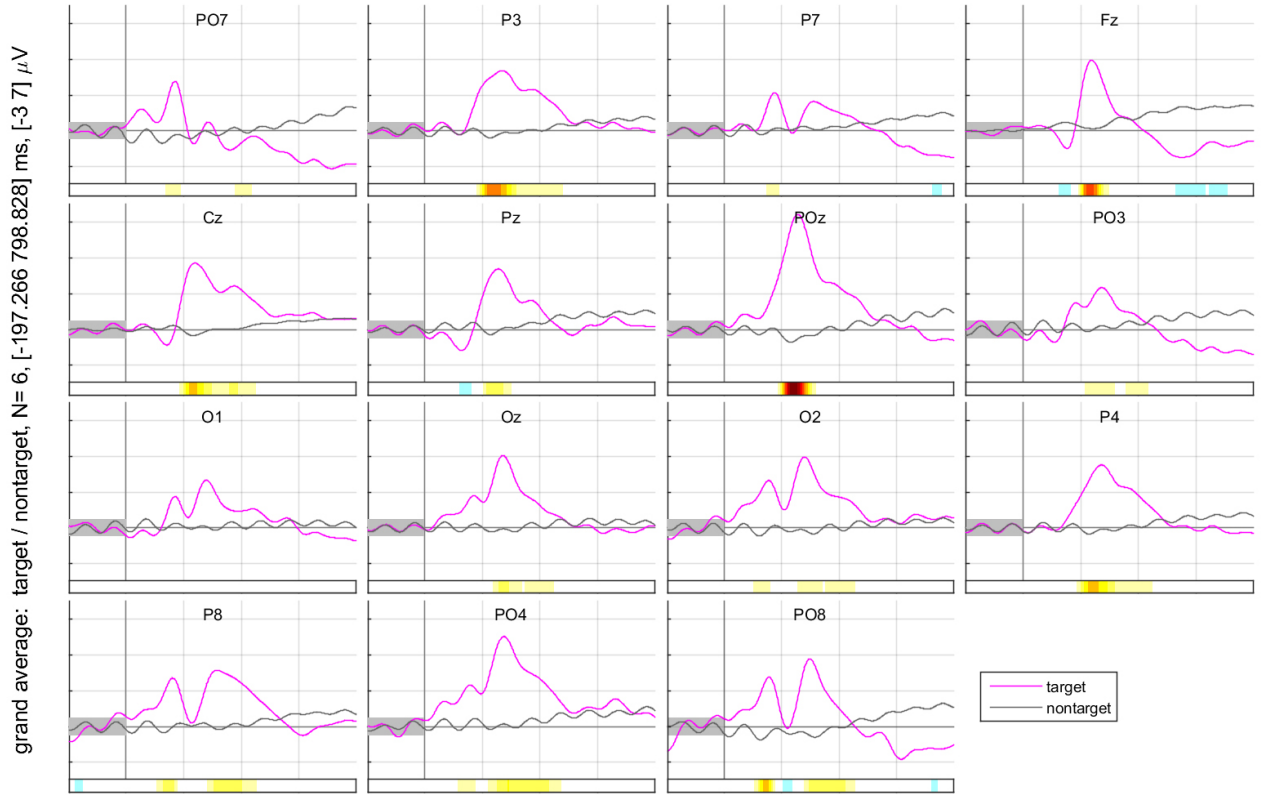 grand average: target / nontarget, N= 6, [-197.266 798.828] ms, [-3 7] μV
PO7
P3
P7
Fz
Cz
Pz
POz
PO3
O1
Oz
O2
P4
P8
PO4
PO8
target
nontarget